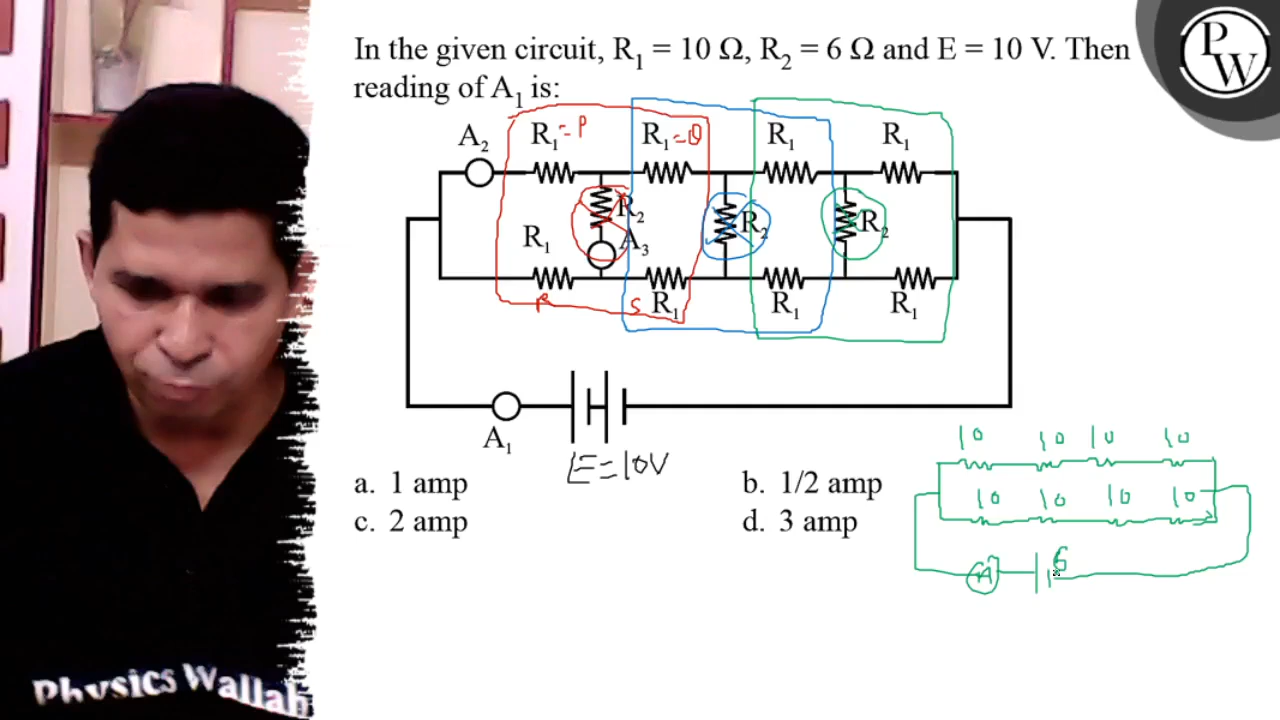 In the given circuit, R₁ = 10 Ω, R₂ = 6 Ω and E = 10 V. Then
reading of A₁ is:
PW
A₂ R₁ = P R₁ = Q R₁ R₁
R₂ R₂ R₂
R₁ A₃
R S R₁ R₁ R₁
A₁
E = 10V
10 10 10 10
10 10 10 10
A
a. 1 amp b. 1/2 amp
c. 2 amp d. 3 amp
Physics Wallah